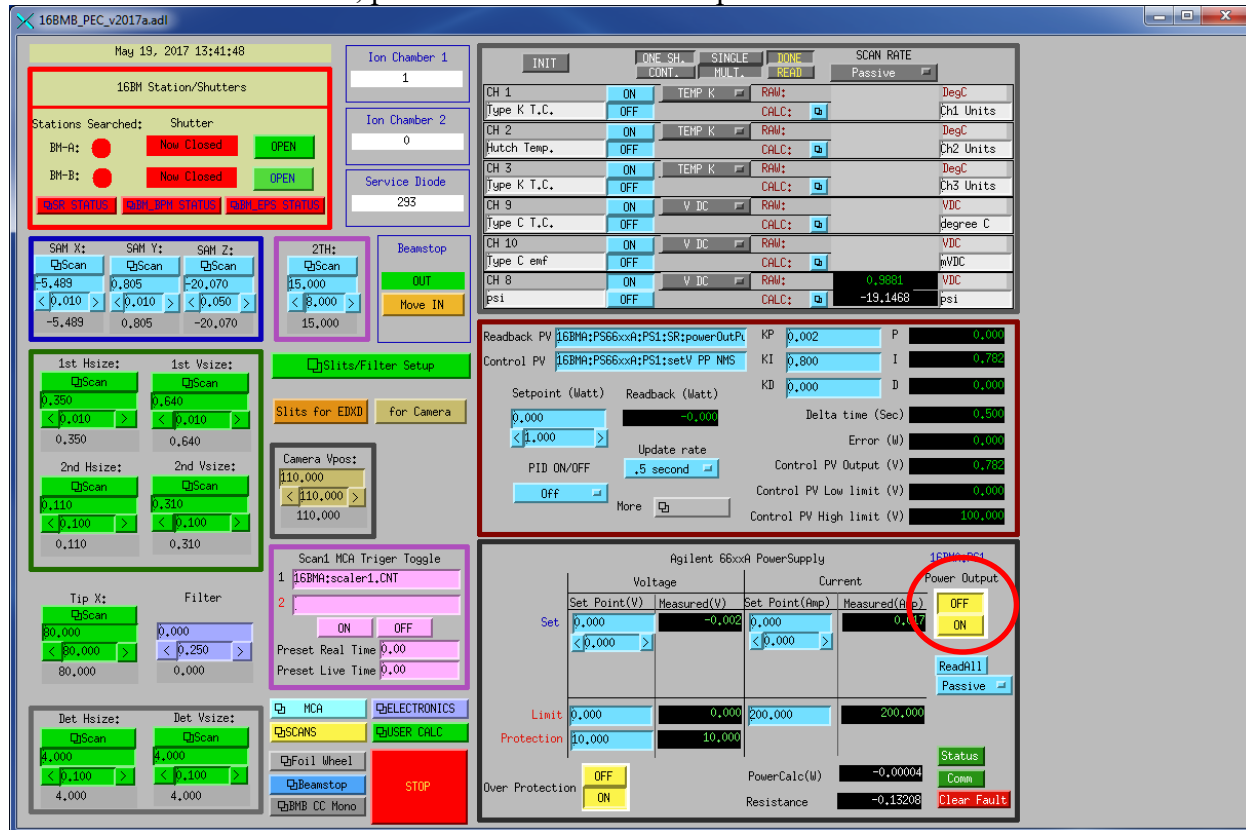 16BMB_PEC_v2017a.adl
May 19, 2017 13:41:48
16BM Station/Shutters
Stations Searched: Shutter
BM-A: Now Closed OPEN
BM-B: Now Closed OPEN
SR STATUS BM_BPM STATUS BM_EPS STATUS
Ion Chamber 1
1
Ion Chamber 2
0
Service Diode
293
SAM X: SAM Y: SAM Z:
Scan Scan Scan
-5.489 0.805 -20.070
< 0.010 > < 0.010 > < 0.050 >
-5.489 0.805 -20.070
2TH:
Scan
15.000
< 8.000 >
15.000
Beamstop
OUT
Move IN
1st Hsize: 1st Vsize:
Scan Scan
0.350 0.640
< 0.010 > < 0.010 >
0.350 0.640
2nd Hsize: 2nd Vsize:
Scan Scan
0.110 0.310
< 0.100 > < 0.100 >
0.110 0.310
Slits/Filter Setup
Slits for EDXD for Camera
Camera Vpos:
110.000
< 110.000 >
110.000
Tip X: Filter
Scan
80.000 0.000
< 80.000 > < 0.250 >
80.000 0.000
Scan1 MCA Triger Toggle
1 16BMA:scaler1.CNT
2
ON OFF
Preset Real Time 0.00
Preset Live Time 0.00
Det Hsize: Det Vsize:
Scan Scan
4.000 4.000
< 0.100 > < 0.100 >
4.000 4.000
MCA ELECTRONICS
SCANS USER CALC
Foil Wheel
Beamstop
BMB CC Mono
STOP
INIT ONE SH. SINGLE DONE SCAN RATE
CONT. MULT. READ Passive
CH 1 ON TEMP K RAW: DegC
Type K T.C. OFF CALC: Ch1 Units
CH 2 ON TEMP K RAW: DegC
Hutch Temp. OFF CALC: Ch2 Units
CH 3 ON TEMP K RAW: DegC
Type K T.C. OFF CALC: Ch3 Units
CH 9 ON V DC RAW: VDC
Type C T.C. OFF CALC: degree C
CH 10 ON V DC RAW: VDC
Type C emf OFF CALC: mVDC
CH 8 ON V DC RAW: 0.9881 VDC
psi OFF CALC: -19.1468 psi
Readback PV 16BMA:PS66xxA:PS1:SR:powerOutPu KP 0.002 P 0.000
Control PV 16BMA:PS66xxA:PS1:setV PP NMS KI 0.800 I 0.782
KD 0.000 D 0.000
Setpoint (Watt) Readback (Watt)
0.000 -0.000 Delta time (Sec) 0.500
< 1.000 > Error (W) 0.000
Update rate
PID ON/OFF .5 second Control PV Output (V) 0.782
Off Control PV Low limit (V) 0.000
More Control PV High limit (V) 100.000
Agilent 66xxA PowerSupply 16BMA:PS1
Voltage Current Power Output
Set Point(V) Measured(V) Set Point(Amp) Measured(Amp) OFF
Set 0.000 -0.002 0.000 0.017 ON
< 0.000 > < 0.000 >
ReadAll
Passive
Limit 0.000 0.000 200.000 200.000
Protection 10.000 10.000
Status
Over Protection OFF PowerCalc(W) -0.00004 Comm
ON Resistance -0.13208 Clear Fault